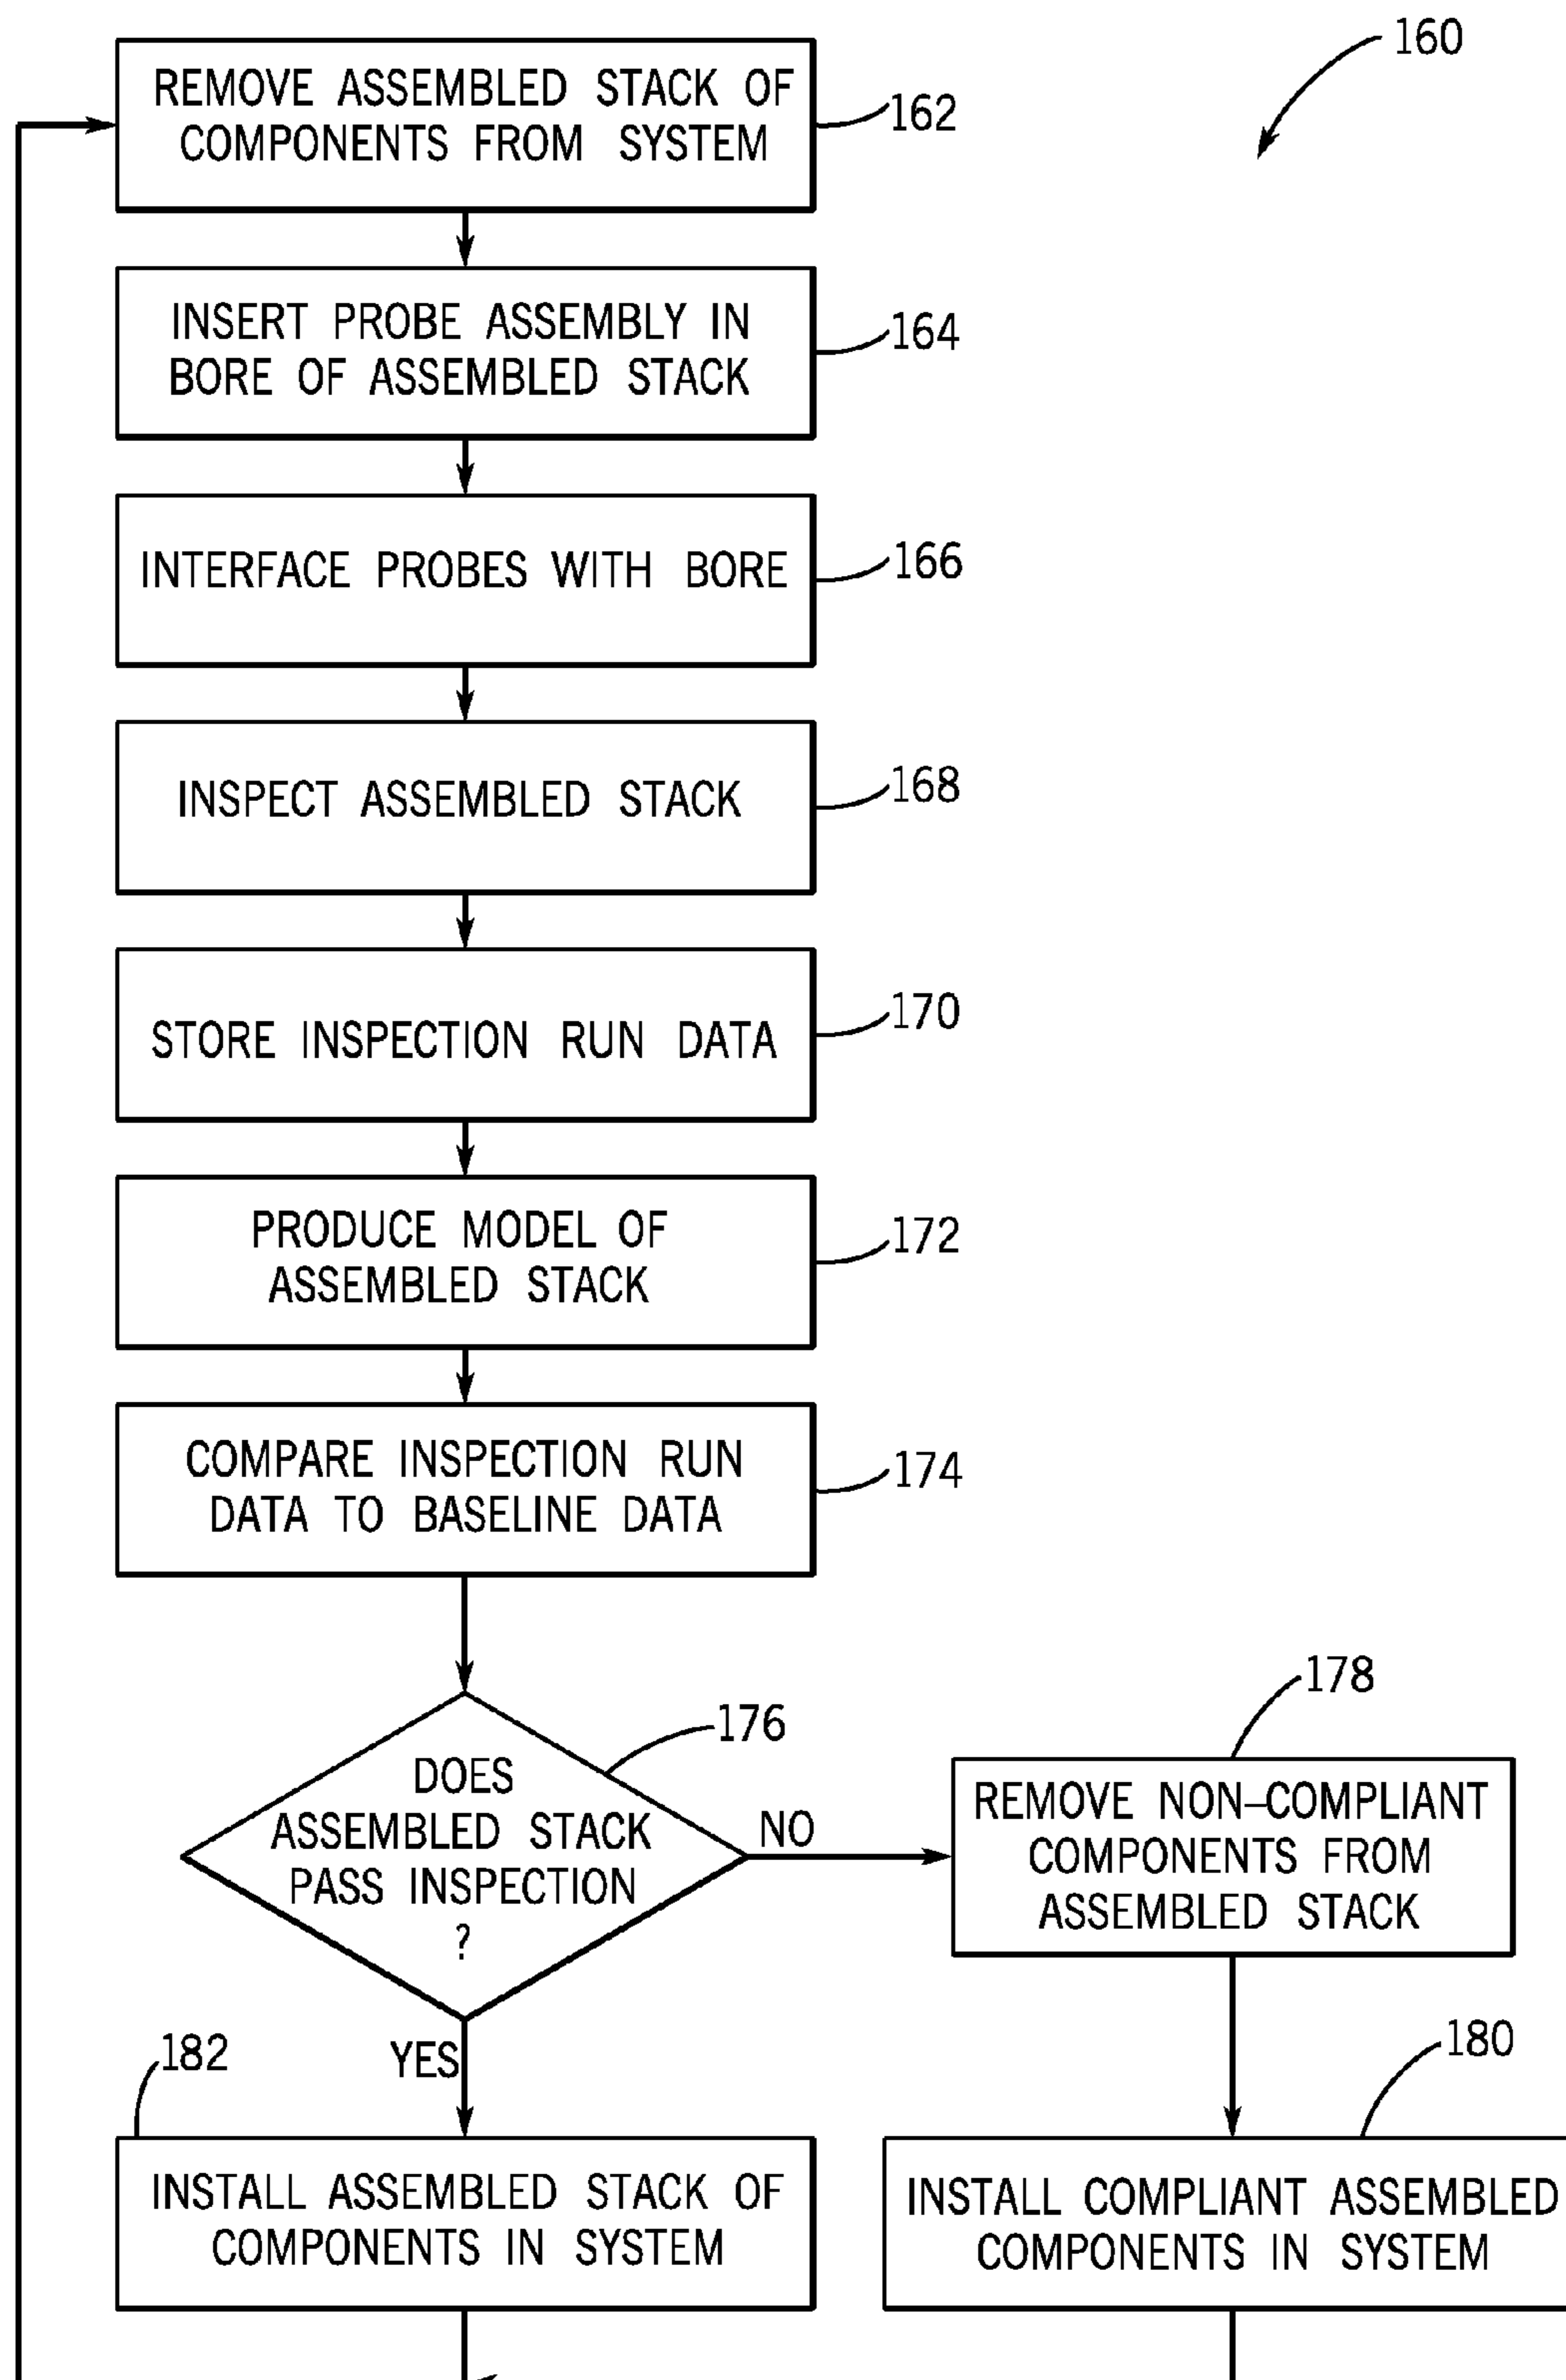 160
REMOVE ASSEMBLED STACK OF
COMPONENTS FROM SYSTEM
162
INSERT PROBE ASSEMBLY IN
BORE OF ASSEMBLED STACK
164
INTERFACE PROBES WITH BORE
166
INSPECT ASSEMBLED STACK
168
STORE INSPECTION RUN DATA
170
PRODUCE MODEL OF
ASSEMBLED STACK
172
COMPARE INSPECTION RUN
DATA TO BASELINE DATA
174
DOES
ASSEMBLED STACK
PASS INSPECTION
?
176
NO
178
REMOVE NON–COMPLIANT
COMPONENTS FROM
ASSEMBLED STACK
YES
182
INSTALL ASSEMBLED STACK OF
COMPONENTS IN SYSTEM
180
INSTALL COMPLIANT ASSEMBLED
COMPONENTS IN SYSTEM